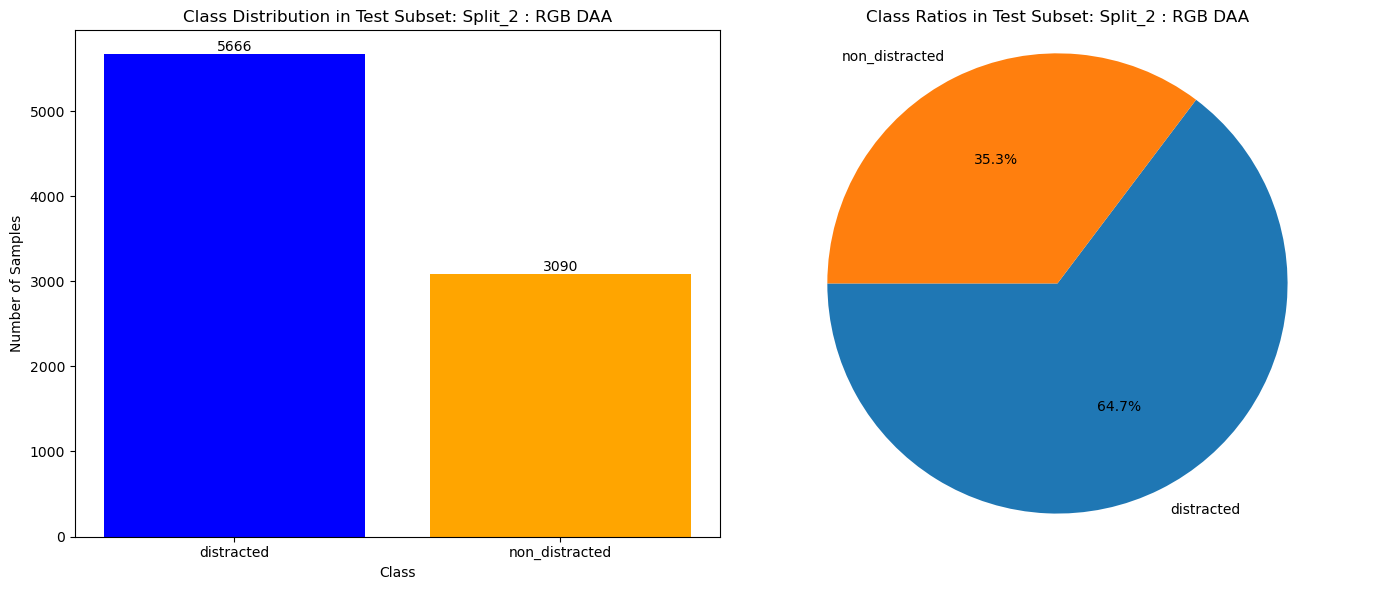 Class Distribution in Test Subset: Split_2 : RGB DAA
5666
3090
5000
4000
3000
2000
1000
0
Number of Samples
distracted
non_distracted
Class
Class Ratios in Test Subset: Split_2 : RGB DAA
non_distracted
35.3%
64.7%
distracted